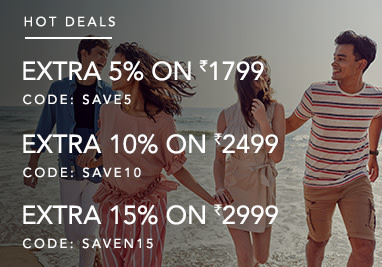 HOT DEALS
EXTRA 5% ON ₹1799
CODE: SAVE5
EXTRA 10% ON ₹2499
CODE: SAVE10
EXTRA 15% ON ₹2999
CODE: SAVEN15